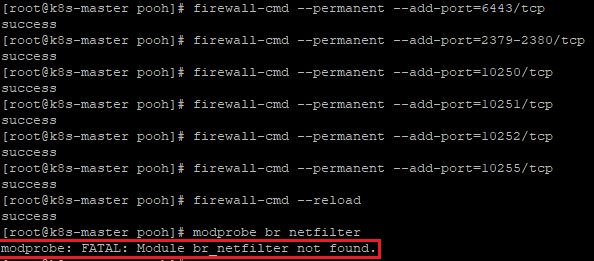 [root@k8s-master pooh]# firewall-cmd --permanent --add-port=6443/tcp
success
[root@k8s-master pooh]# firewall-cmd --permanent --add-port=2379-2380/tcp
success
[root@k8s-master pooh]# firewall-cmd --permanent --add-port=10250/tcp
success
[root@k8s-master pooh]# firewall-cmd --permanent --add-port=10251/tcp
success
[root@k8s-master pooh]# firewall-cmd --permanent --add-port=10252/tcp
success
[root@k8s-master pooh]# firewall-cmd --permanent --add-port=10255/tcp
success
[root@k8s-master pooh]# firewall-cmd --reload
success
[root@k8s-master pooh]# modprobe br_netfilter
modprobe: FATAL: Module br_netfilter not found.